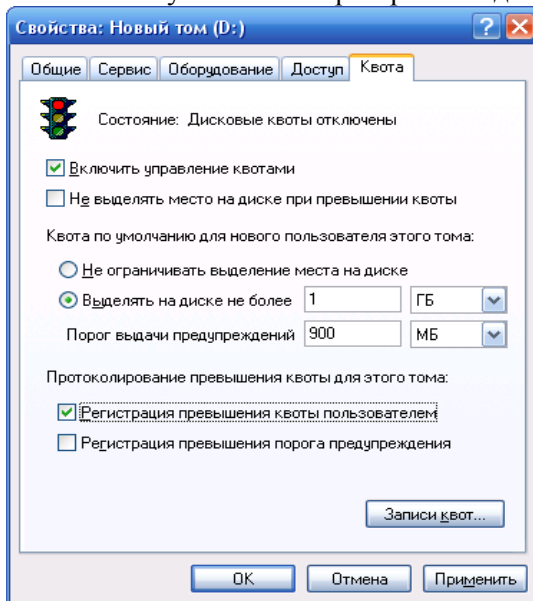 Свойства: Новый том (D:)
Общие Сервис Оборудование Доступ Квота
Состояние: Дисковые квоты отключены
Включить управление квотами
Не выделять место на диске при превышении квоты
Квота по умолчанию для нового пользователя этого тома:
Не ограничивать выделение места на диске
Выделять на диске не более 1 ГБ
Порог выдачи предупреждений 900 МБ
Протоколирование превышения квоты для этого тома:
Регистрация превышения квоты пользователем
Регистрация превышения порога предупреждения
Записи квот...
ОК Отмена Применить